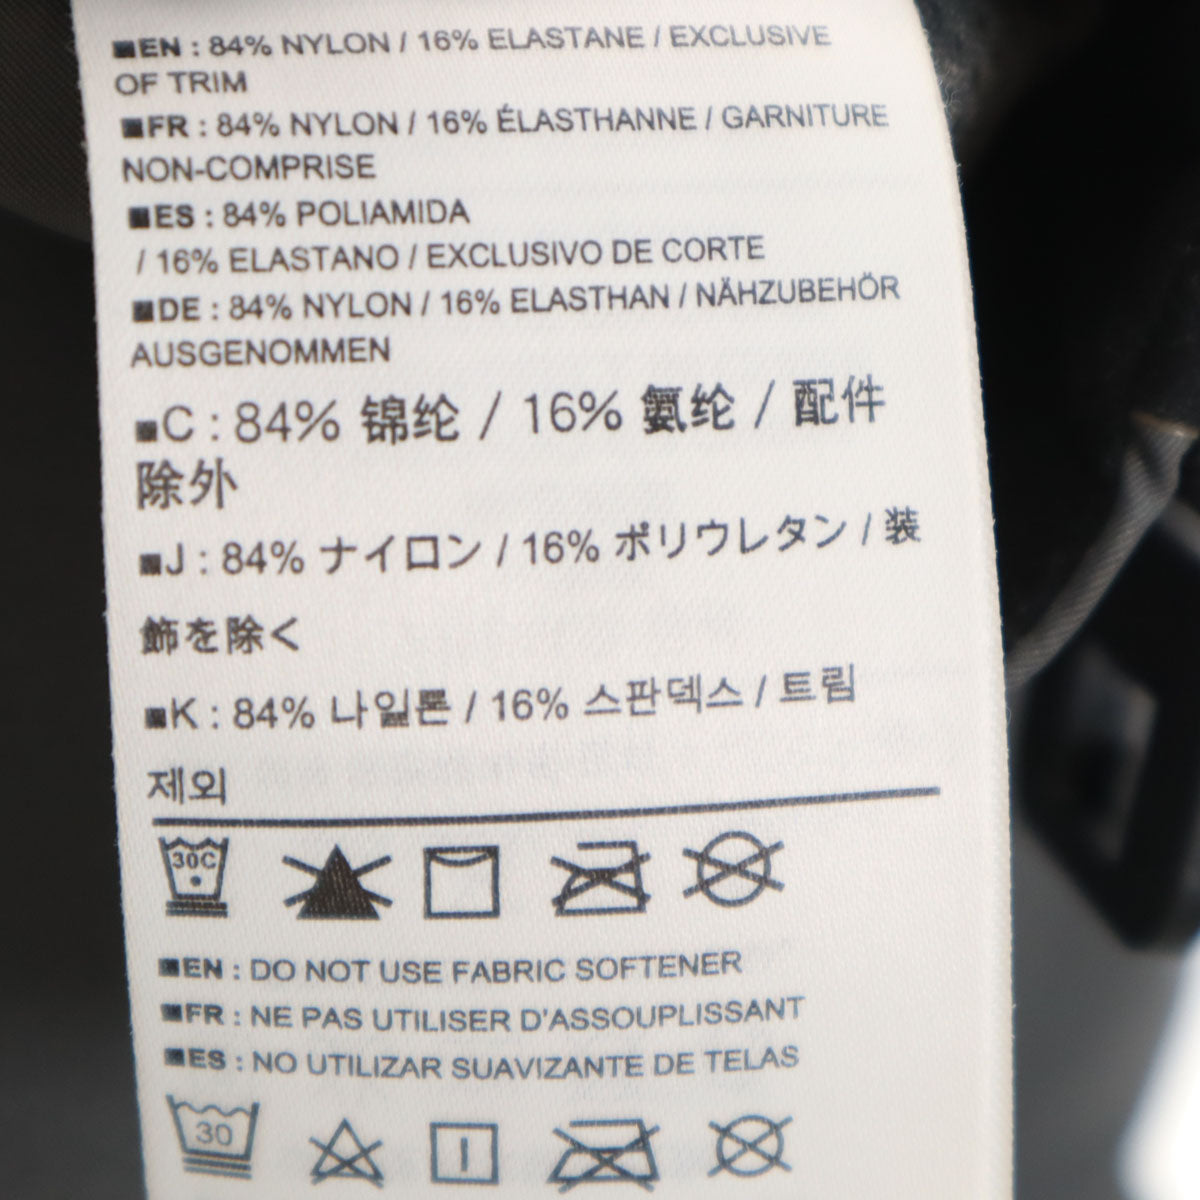 ■EN : 84% NYLON / 16% ELASTANE / EXCLUSIVE
OF TRIM
■FR : 84% NYLON / 16% ÉLASTHANNE / GARNITURE
NON-COMPRISE
■ES : 84% POLIAMIDA
/ 16% ELASTANO / EXCLUSIVO DE CORTE
■DE : 84% NYLON / 16% ELASTHAN / NÄHZUBEHÖR
AUSGENOMMEN
■C : 84% 锦纶 / 16% 氨纶 / 配件
除外
■J : 84% ナイロン / 16% ポリウレタン / 装
飾を除く
■K : 84% 나일론 / 16% 스판덱스 / 트림
제외
30C
■EN : DO NOT USE FABRIC SOFTENER
■FR : NE PAS UTILISER D'ASSOUPLISSANT
■ES : NO UTILIZAR SUAVIZANTE DE TELAS
30